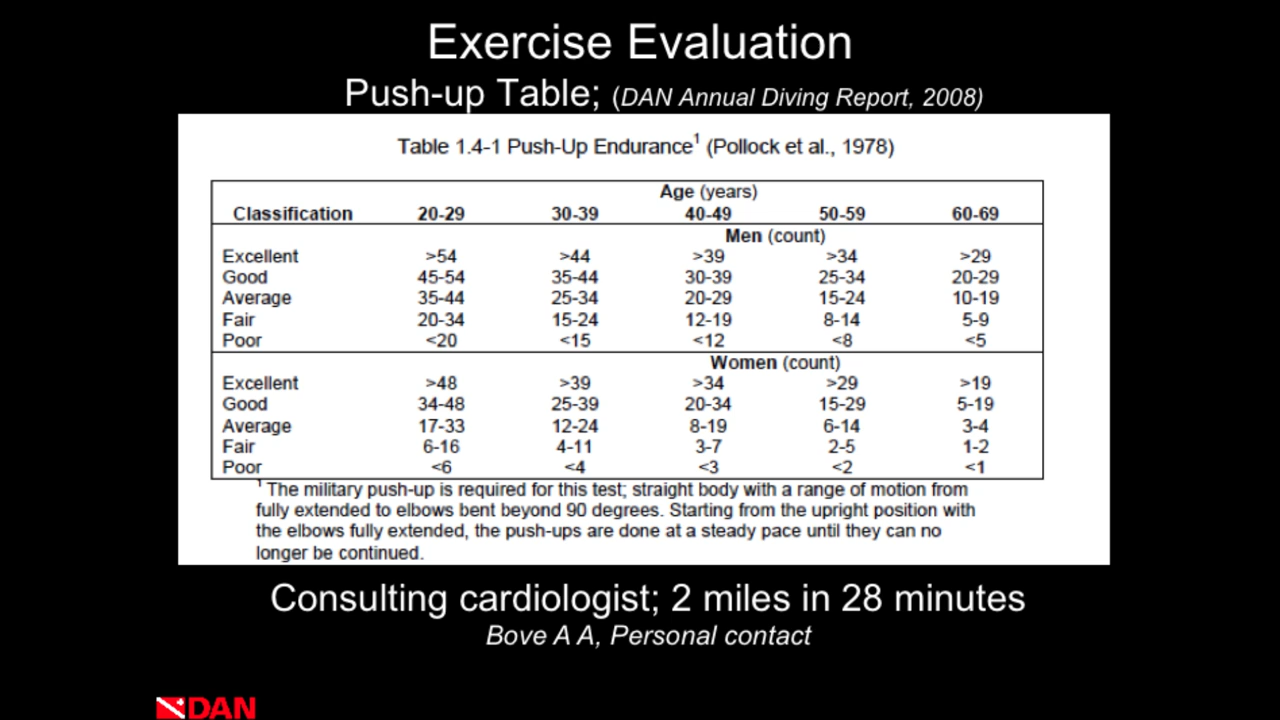 Exercise Evaluation
Push-up Table; (DAN Annual Diving Report, 2008)
Table 1.4-1 Push-Up Endurance1 (Pollock et al., 1978)
Age (years)
Classification 20-29 30-39 40-49 50-59 60-69
Men (count)
Excellent >54 >44 >39 >34 >29
Good 45-54 35-44 30-39 25-34 20-29
Average 35-44 25-34 20-29 15-24 10-19
Fair 20-34 15-24 12-19 8-14 5-9
Poor <20 <15 <12 <8 <5
Women (count)
Excellent >48 >39 >34 >29 >19
Good 34-48 25-39 20-34 15-29 5-19
Average 17-33 12-24 8-19 6-14 3-4
Fair 6-16 4-11 3-7 2-5 1-2
Poor <6 <4 <3 <2 <1
1 The military push-up is required for this test; straight body with a range of motion from
fully extended to elbows bent beyond 90 degrees. Starting from the upright position with
the elbows fully extended, the push-ups are done at a steady pace until they can no
longer be continued.
Consulting cardiologist; 2 miles in 28 minutes
Bove A A, Personal contact
DAN